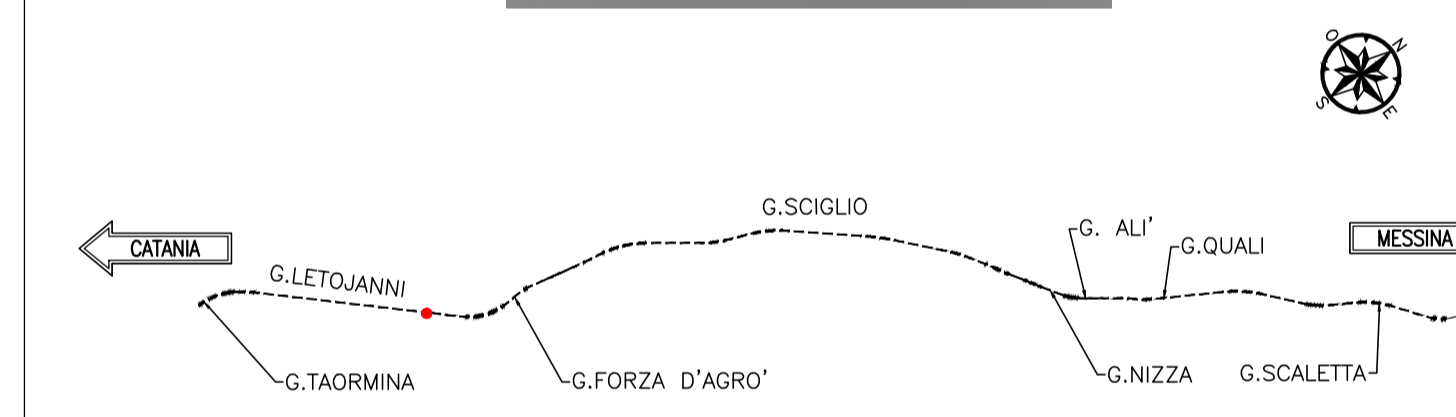 O N
S E
G.SCIGLIO
CATANIA
G.LETOJANNI
G. ALI'
G.QUALI
MESSINA
G.TAORMINA
G.FORZA D'AGRO'
G.NIZZA
G.SCALETTA